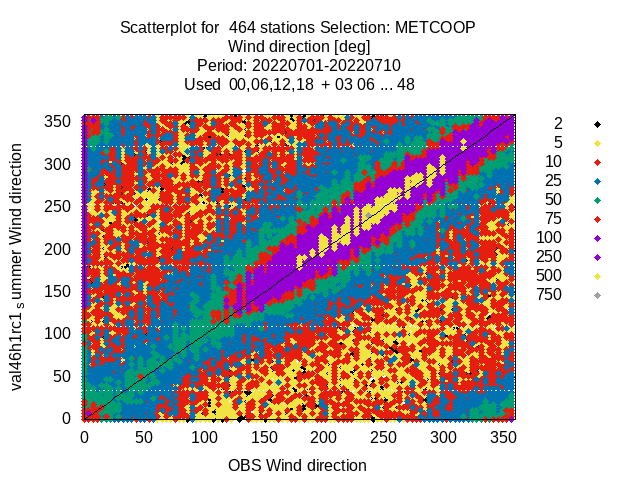 Scatterplot for 464 stations Selection: METCOOP
Wind direction [deg]
Period: 20220701-20220710
Used 00,06,12,18 + 03 06 ... 48
val46h1rc1 summer Wind direction
350
300
250
200
150
100
50
0
0 50 100 150 200 250 300 350
OBS Wind direction
2
5
10
25
50
75
100
250
500
750